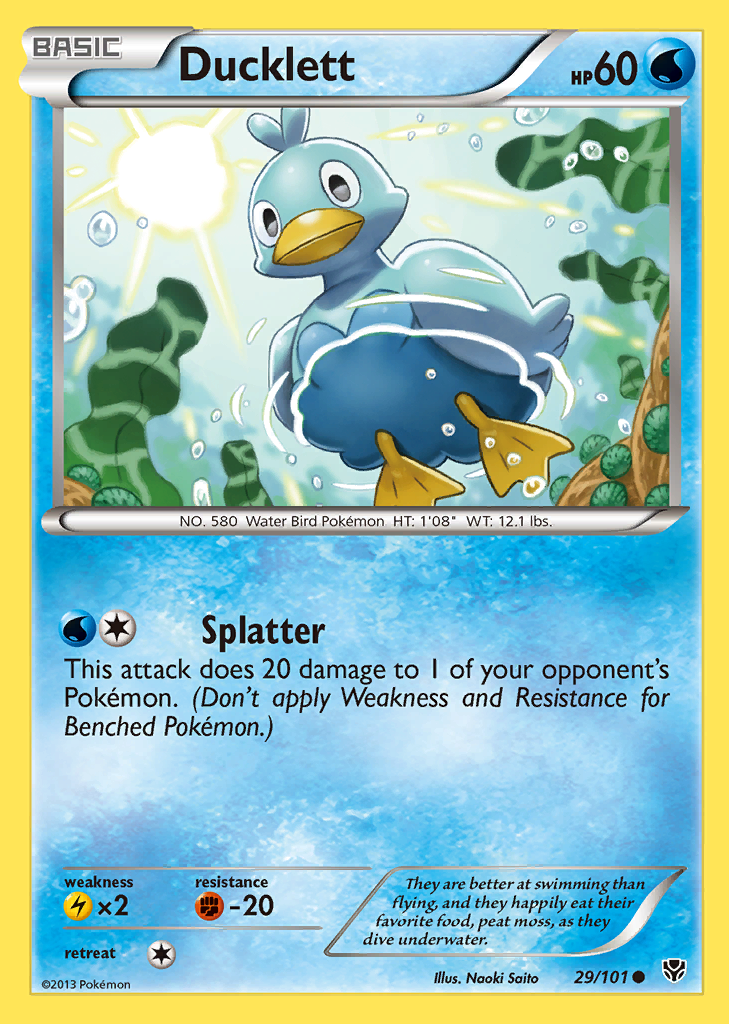 BASIC
Ducklett
HP60
NO. 580 Water Bird Pokémon HT: 1'08" WT: 12.1 lbs.
Splatter
This attack does 20 damage to 1 of your opponent's
Pokémon. (Don't apply Weakness and Resistance for
Benched Pokémon.)
weakness
×2
resistance
-20
retreat
They are better at swimming than
flying, and they happily eat their
favorite food, peat moss, as they
dive underwater.
©2013 Pokémon
Illus. Naoki Saito
29/101